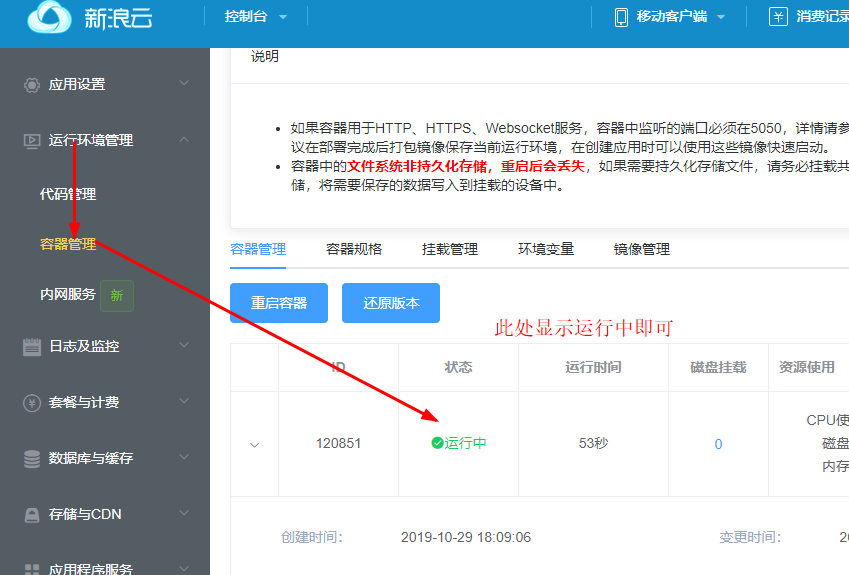 新浪云
控制台
移动客户端
消费记录
应用设置
运行环境管理
代码管理
容器管理
内网服务 新
日志及监控
套餐与计费
数据库与缓存
存储与CDN
应用程序服务
说明
如果容器用于HTTP、HTTPS、Websocket服务，容器中监听的端口必须在5050，详情请参
议在部署完成后打包镜像保存当前运行环境，在创建应用时可以使用这些镜像快速启动。
容器中的文件系统非持久化存储，重启后会丢失，如果需要持久化存储文件，请务必挂载共
储，将需要保存的数据写入到挂载的设备中。
容器管理 容器规格 挂载管理 环境变量 镜像管理
重启容器 还原版本
此处显示运行中即可
ID 状态 运行时间 磁盘挂载 资源使用
120851 运行中 53秒 0
CPU使
磁盘
内存
创建时间： 2019-10-29 18:09:06 变更时间： 20